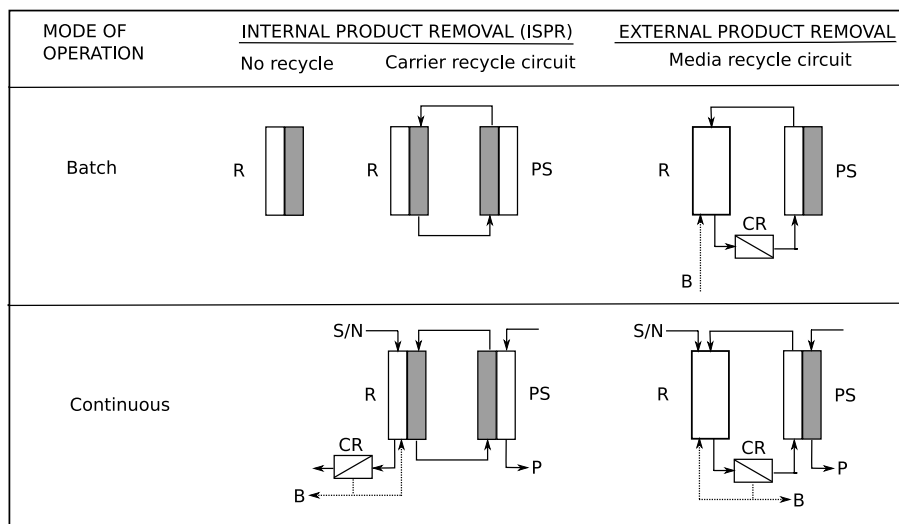 MODE OF
OPERATION
INTERNAL PRODUCT REMOVAL (ISPR)
EXTERNAL PRODUCT REMOVAL
No recycle
Carrier recycle circuit
Media recycle circuit
Batch
R
R
PS
R
PS
CR
B
Continuous
S/N
R
PS
CR
P
B
S/N
R
PS
CR
P
B